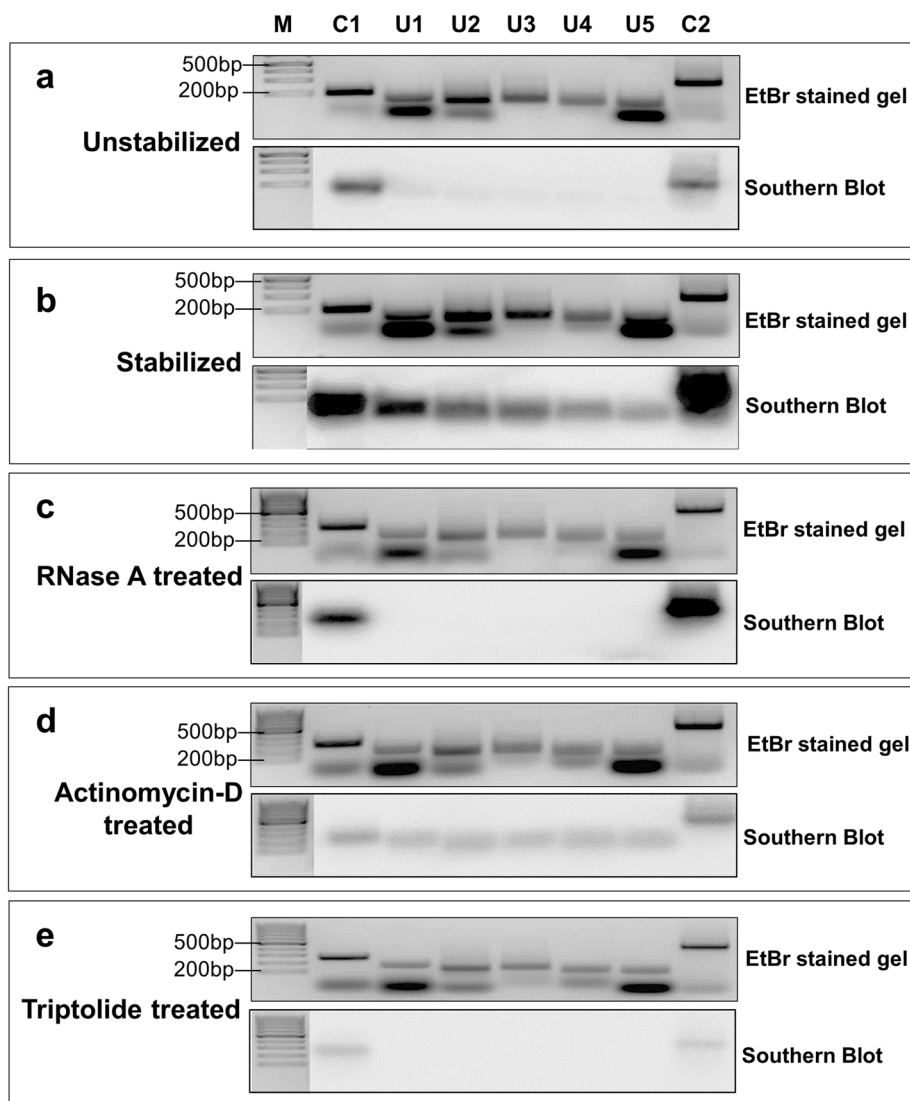 M C1 U1 U2 U3 U4 U5 C2
a
500bp
200bp
EtBr stained gel
Unstabilized
Southern Blot
b
500bp
200bp
EtBr stained gel
Stabilized
Southern Blot
c
500bp
200bp
EtBr stained gel
RNase A treated
Southern Blot
d
500bp
200bp
EtBr stained gel
Actinomycin-D
treated
Southern Blot
e
500bp
200bp
EtBr stained gel
Triptolide treated
Southern Blot